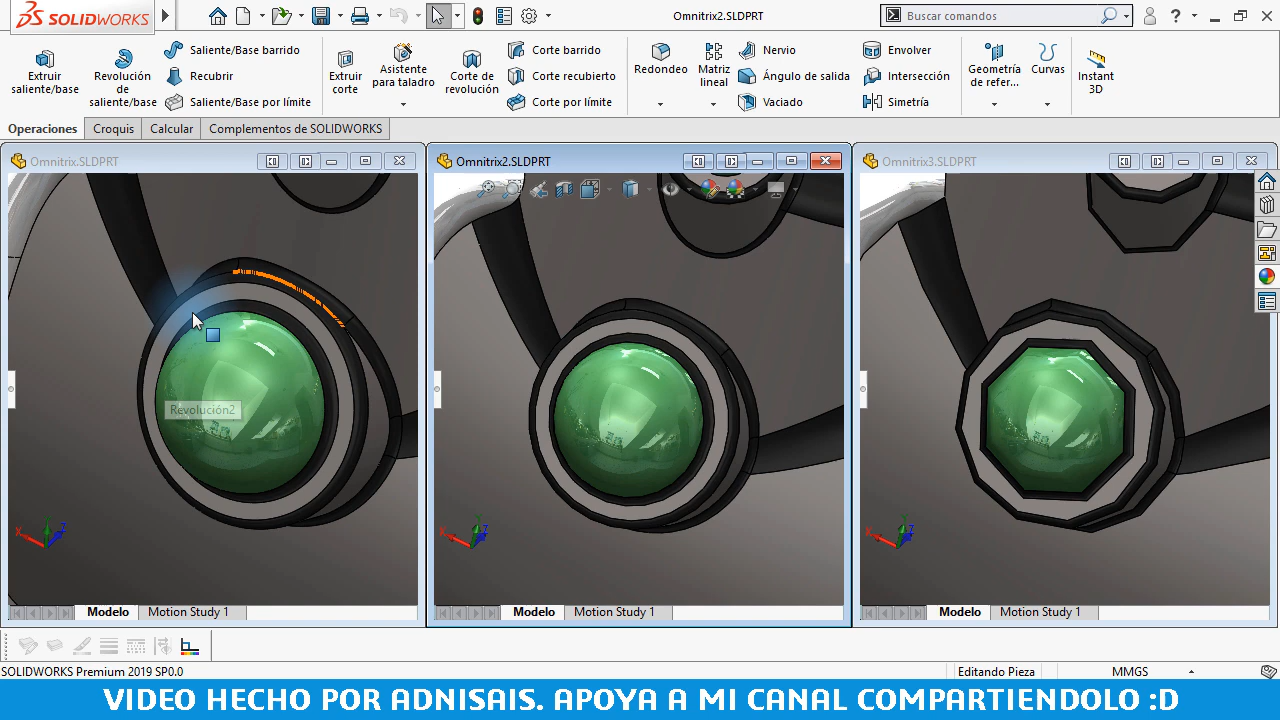 SOLIDWORKS
Omnitrix2.SLDPRT
Buscar comandos
Extruir saliente/base
Revolución de saliente/base
Saliente/Base barrido
Recubrir
Saliente/Base por límite
Extruir corte
Asistente para taladro
Corte de revolución
Corte barrido
Corte recubierto
Corte por límite
Redondeo
Matriz lineal
Nervio
Ángulo de salida
Vaciado
Envolver
Intersección
Simetría
Geometría de refer...
Curvas
Instant 3D
Operaciones
Croquis
Calcular
Complementos de SOLIDWORKS
Omnitrix.SLDPRT
Omnitrix2.SLDPRT
Omnitrix3.SLDPRT
Revolución2
X Y Z
X Y Z
X Y Z
Modelo
Motion Study 1
Modelo
Motion Study 1
Modelo
Motion Study 1
SOLIDWORKS Premium 2019 SP0.0
Editando Pieza
MMGS
VIDEO HECHO POR ADNISAIS. APOYA A MI CANAL COMPARTIENDOLO :D